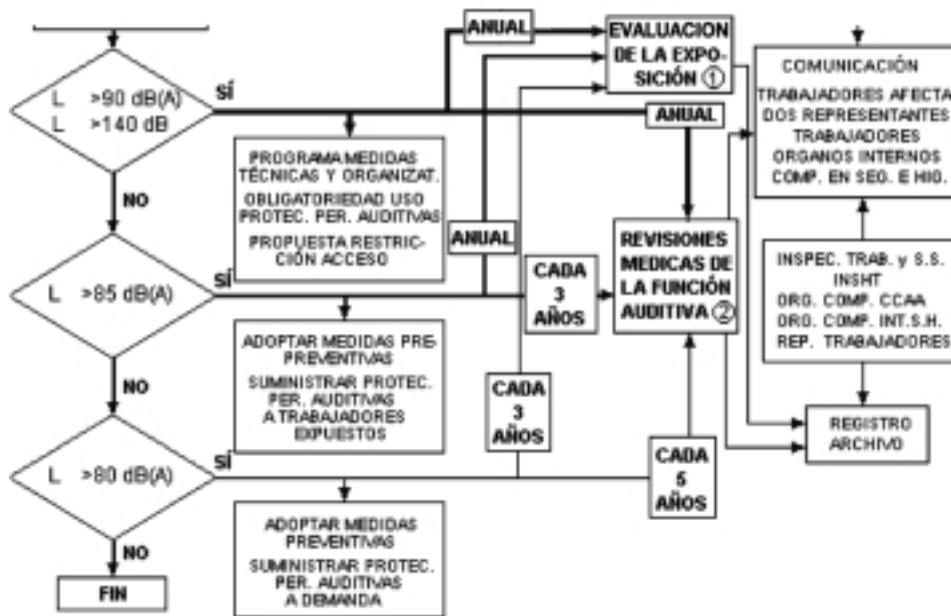 ANUAL
EVALUACION
DE LA EXPO-
SICIÓN ①
COMUNICACIÓN
TRABAJADORES AFECTA
DOS REPRESENTANTES
TRABAJADORES
ORGANOS INTERNOS
COMP. EN SEG. E HIG.
L >90 dB(A)
L >140 dB
SÍ
ANUAL
PROGRAMA MEDIDAS
TÉCNICAS Y ORGANIZAT.
OBLIGATORIEDAD USO
PROTEC. PER. AUDITIVAS
PROPUESTA RESTRIC-
CIÓN ACCESO
NO
ANUAL
REVISIONES
MEDICAS DE
LA FUNCIÓN
AUDITIVA ②
INSPEC. TRAB. y S.S.
INSHT
ORG. COMP. CCAA
ORG. COMP. INT.S.H.
REP. TRABAJADORES
L >85 dB(A)
SÍ
CADA
3
AÑOS
ADOPTAR MEDIDAS PRE-
PREVENTIVAS
SUMINISTRAR PROTEC.
PER. AUDITIVAS
A TRABAJADORES
EXPUESTOS
NO
CADA
3
AÑOS
REGISTRO
ARCHIVO
L >80 dB(A)
SÍ
CADA
5
AÑOS
ADOPTAR MEDIDAS
PREVENTIVAS
SUMINISTRAR PROTEC.
PER. AUDITIVAS
A DEMANDA
NO
FIN